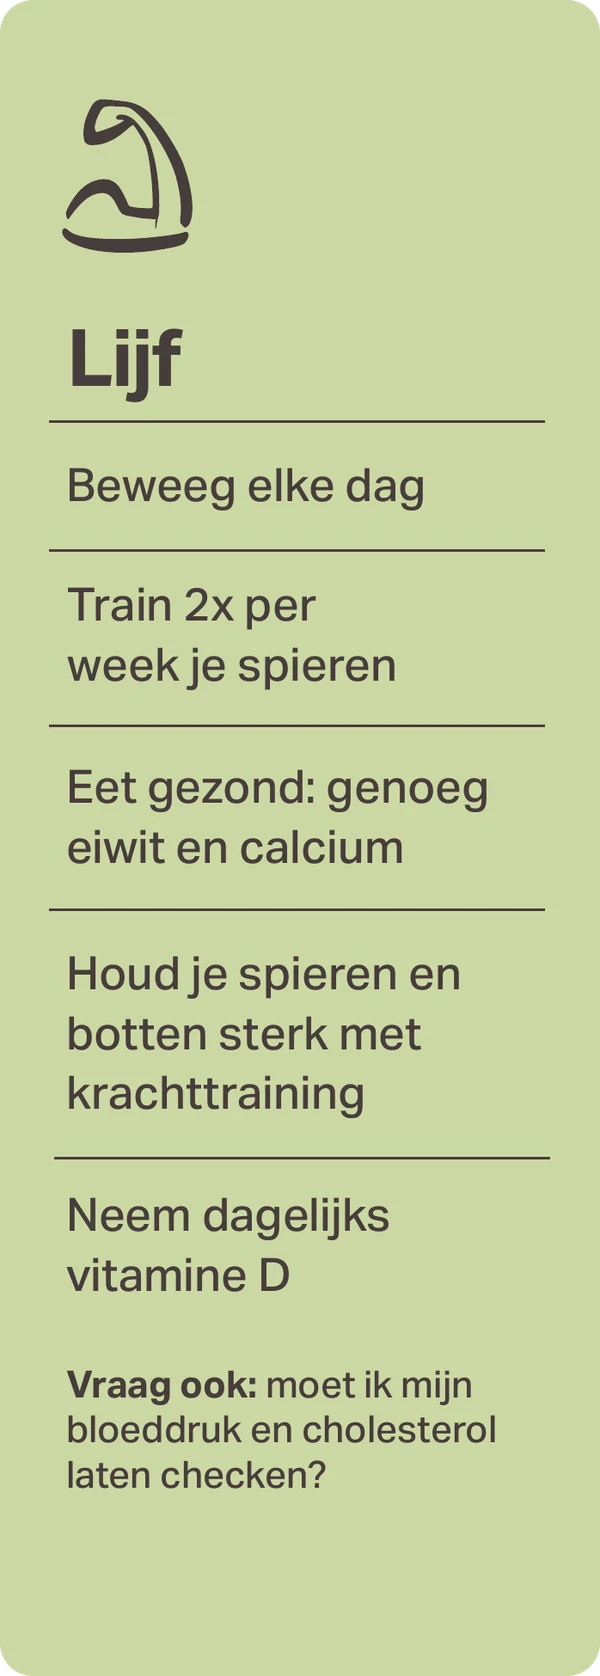 Lijf
Beweeg elke dag
Train 2x per
week je spieren
Eet gezond: genoeg
eiwit en calcium
Houd je spieren en
botten sterk met
krachttraining
Neem dagelijks
vitamine D
Vraag ook: moet ik mijn
bloeddruk en cholesterol
laten checken?